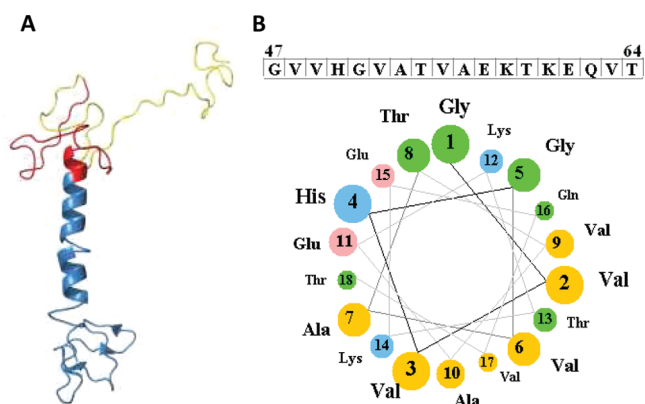 A
B
47 64
G V V H G V A T V A E K T K E Q V T
Gly
Thr
Lys
1
8
12
Gly
Glu
15
5
His
4
16
Gln
Glu
11
9
Val
Thr
18
2
Val
Ala
7
13
Thr
Lys
14
6
Val
3
10
17
Val
Val
Ala